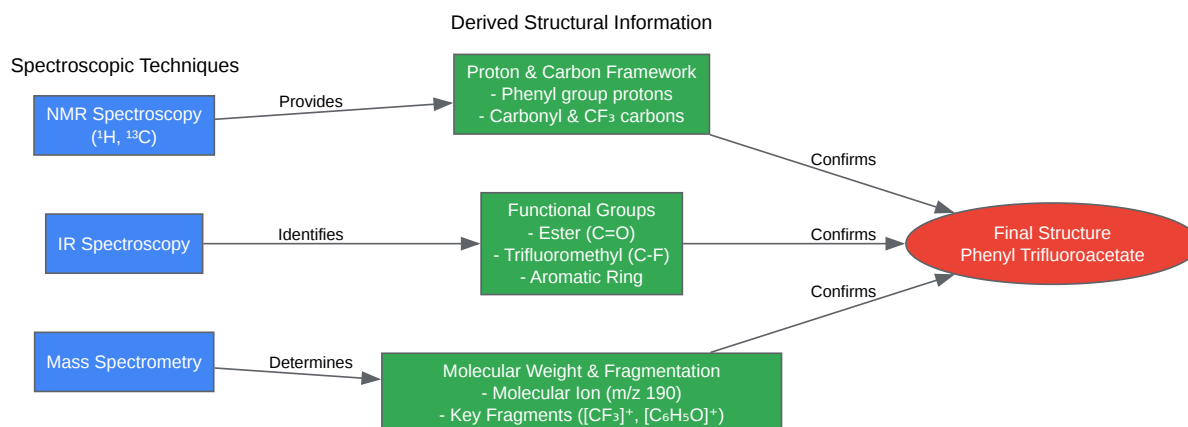 Derived Structural Information
Spectroscopic Techniques
Proton & Carbon Framework
- Phenyl group protons
- Carbonyl & CF₃ carbons
NMR Spectroscopy
(¹H, ¹³C)
Provides
Confirms
Functional Groups
- Ester (C=O)
- Trifluoromethyl (C-F)
- Aromatic Ring
IR Spectroscopy
Identifies
Confirms
Final Structure
Phenyl Trifluoroacetate
Confirms
Mass Spectrometry
Determines
Molecular Weight & Fragmentation
- Molecular Ion (m/z 190)
- Key Fragments ([CF₃]⁺, [C₆H₅O]⁺)